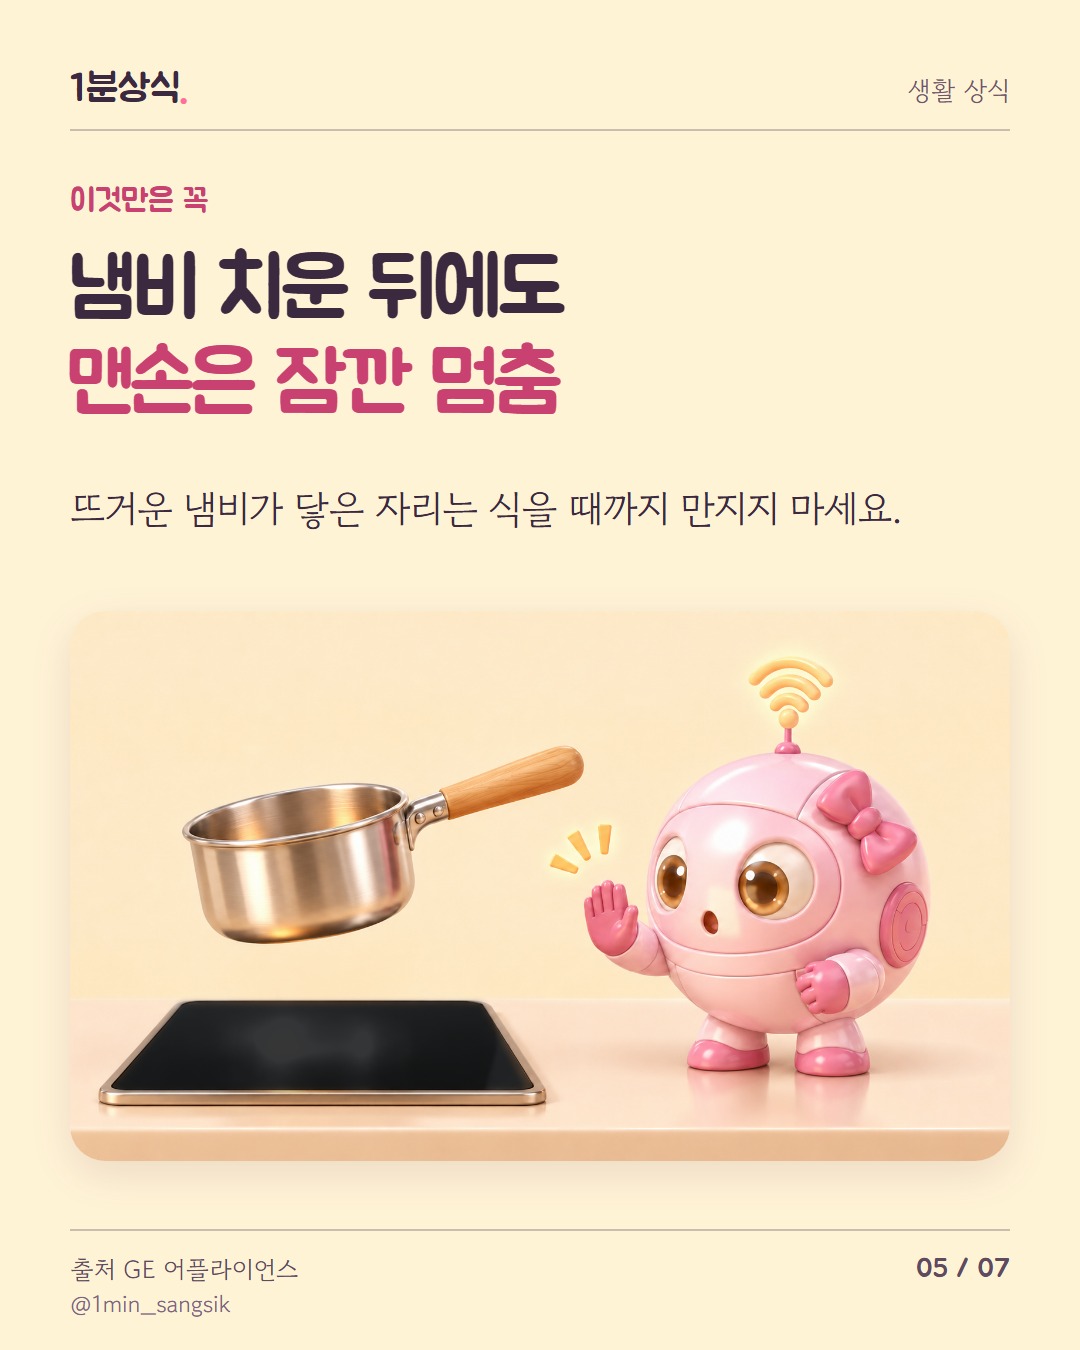 1분상식.
생활 상식
이것만은 꼭
냄비 치운 뒤에도
맨손은 잠깐 멈춤
뜨거운 냄비가 닿은 자리는 식을 때까지 만지지 마세요.
출처 GE 어플라이언스
05 / 07
@1min_sangsik